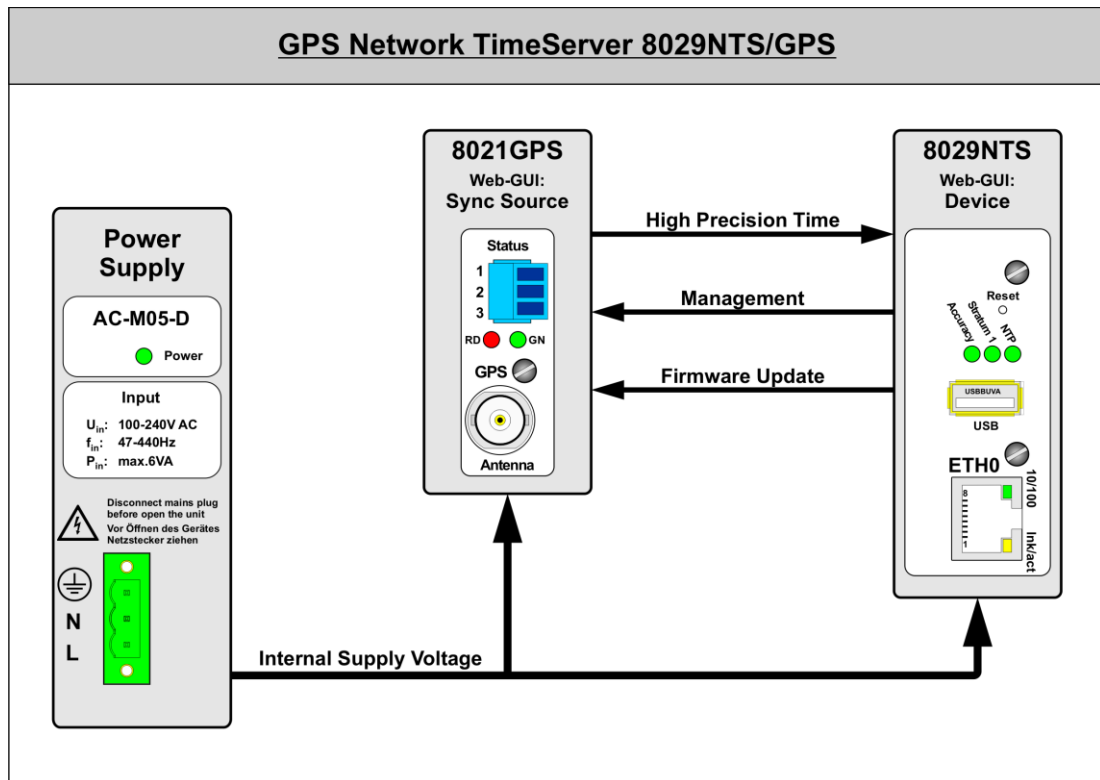 GPS Network TimeServer 8029NTS/GPS
Power
Supply
AC-M05-D
Power
Input
Uin: 100-240V AC
fin: 47-440Hz
Pin: max.6VA
Disconnect mains plug
before open the unit
Vor Öffnen des Gerätes
Netzstecker ziehen
N
L
Internal Supply Voltage
8021GPS
Web-GUI:
Sync Source
Status
1
2
3
RD
GN
GPS
Antenna
High Precision Time
Management
Firmware Update
8029NTS
Web-GUI:
Device
Reset
Accuracy
Stratum 1
NTP
USBBUVA
USB
ETH0
10/100
8
1
lnk/act